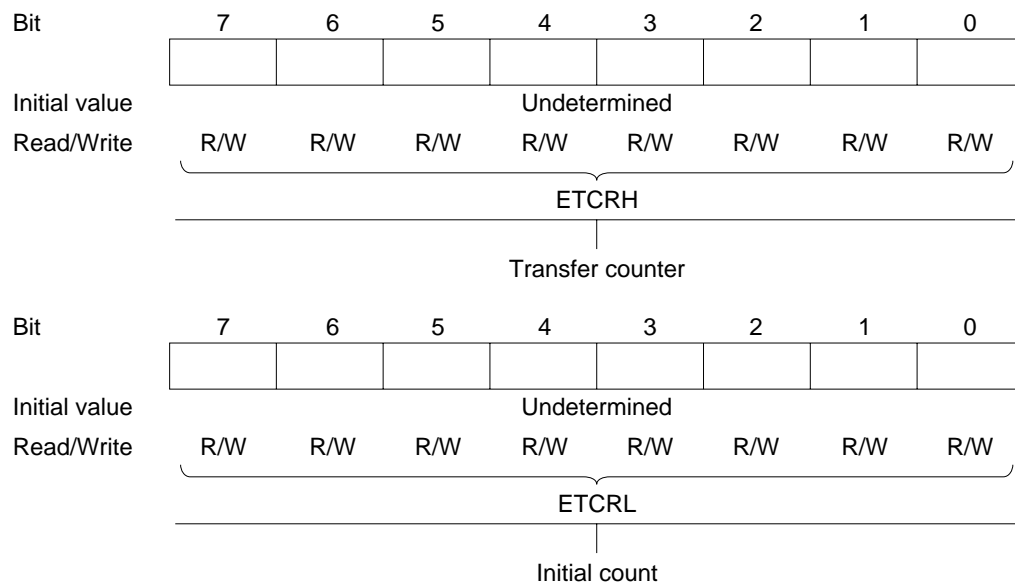 Bit 7 6 5 4 3 2 1 0
Initial value Undetermined
Read/Write R/W R/W R/W R/W R/W R/W R/W R/W
ETCRH
Transfer counter
Bit 7 6 5 4 3 2 1 0
Initial value Undetermined
Read/Write R/W R/W R/W R/W R/W R/W R/W R/W
ETCRL
Initial count